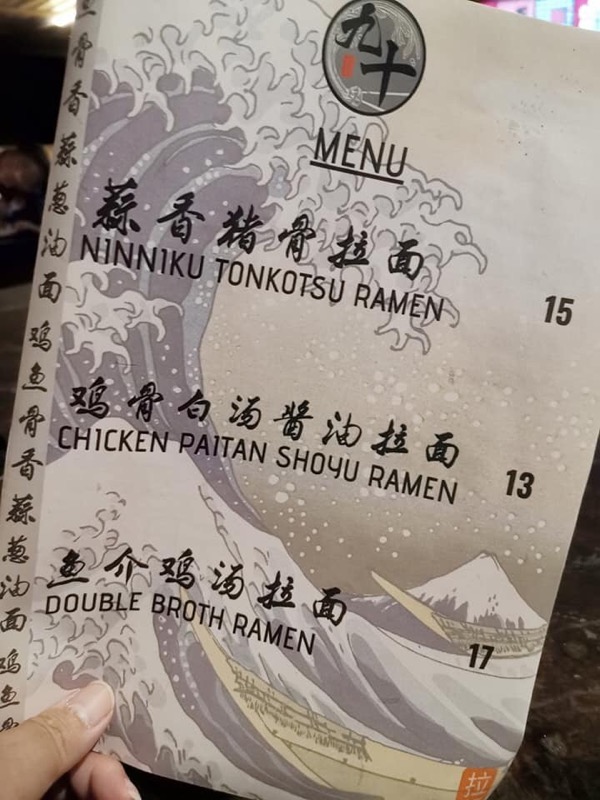 九十
MENU
蒜香猪骨拉面
NINNIKU TONKOTSU RAMEN
15
鸡骨白汤酱油拉面
CHICKEN PAITAN SHOYU RAMEN
13
鱼介鸡汤拉面
DOUBLE BROTH RAMEN
17
拉
鱼骨香蒜葱油面鸡鱼骨香蒜葱油面鸡鱼骨